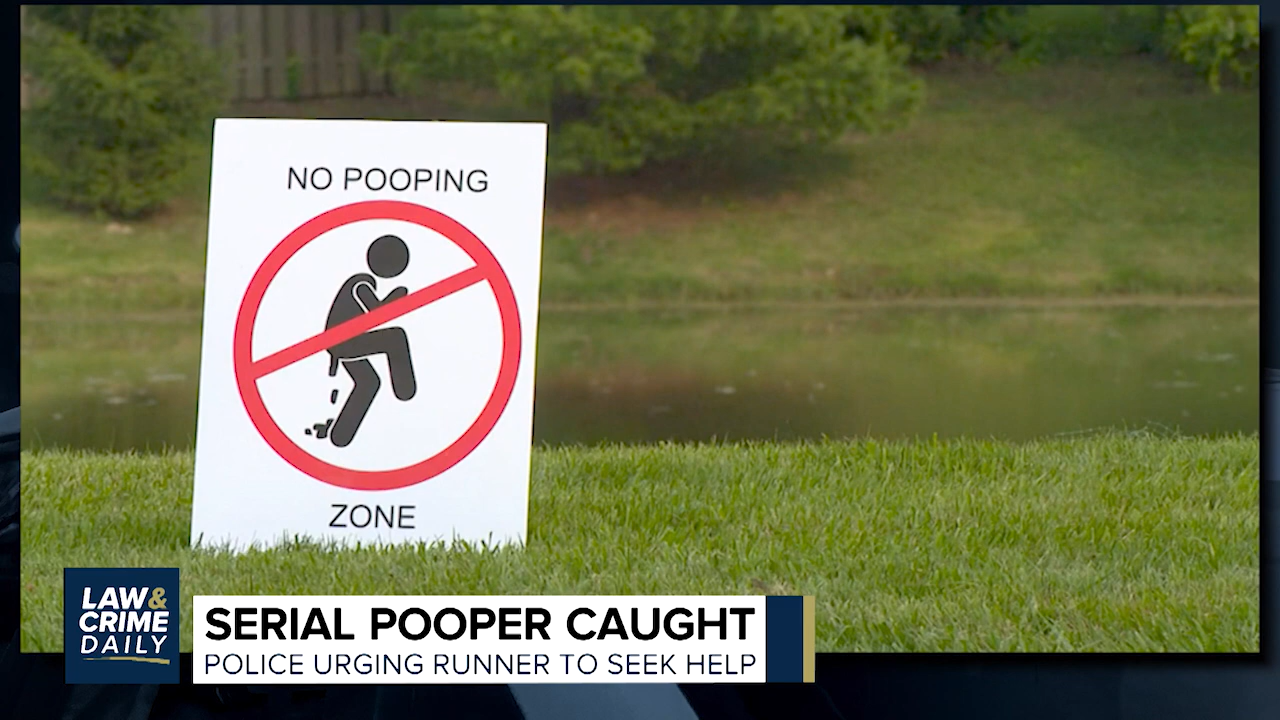 NO POOPING
ZONE
LAW&
CRIME
DAILY
SERIAL POOPER CAUGHT
POLICE URGING RUNNER TO SEEK HELP